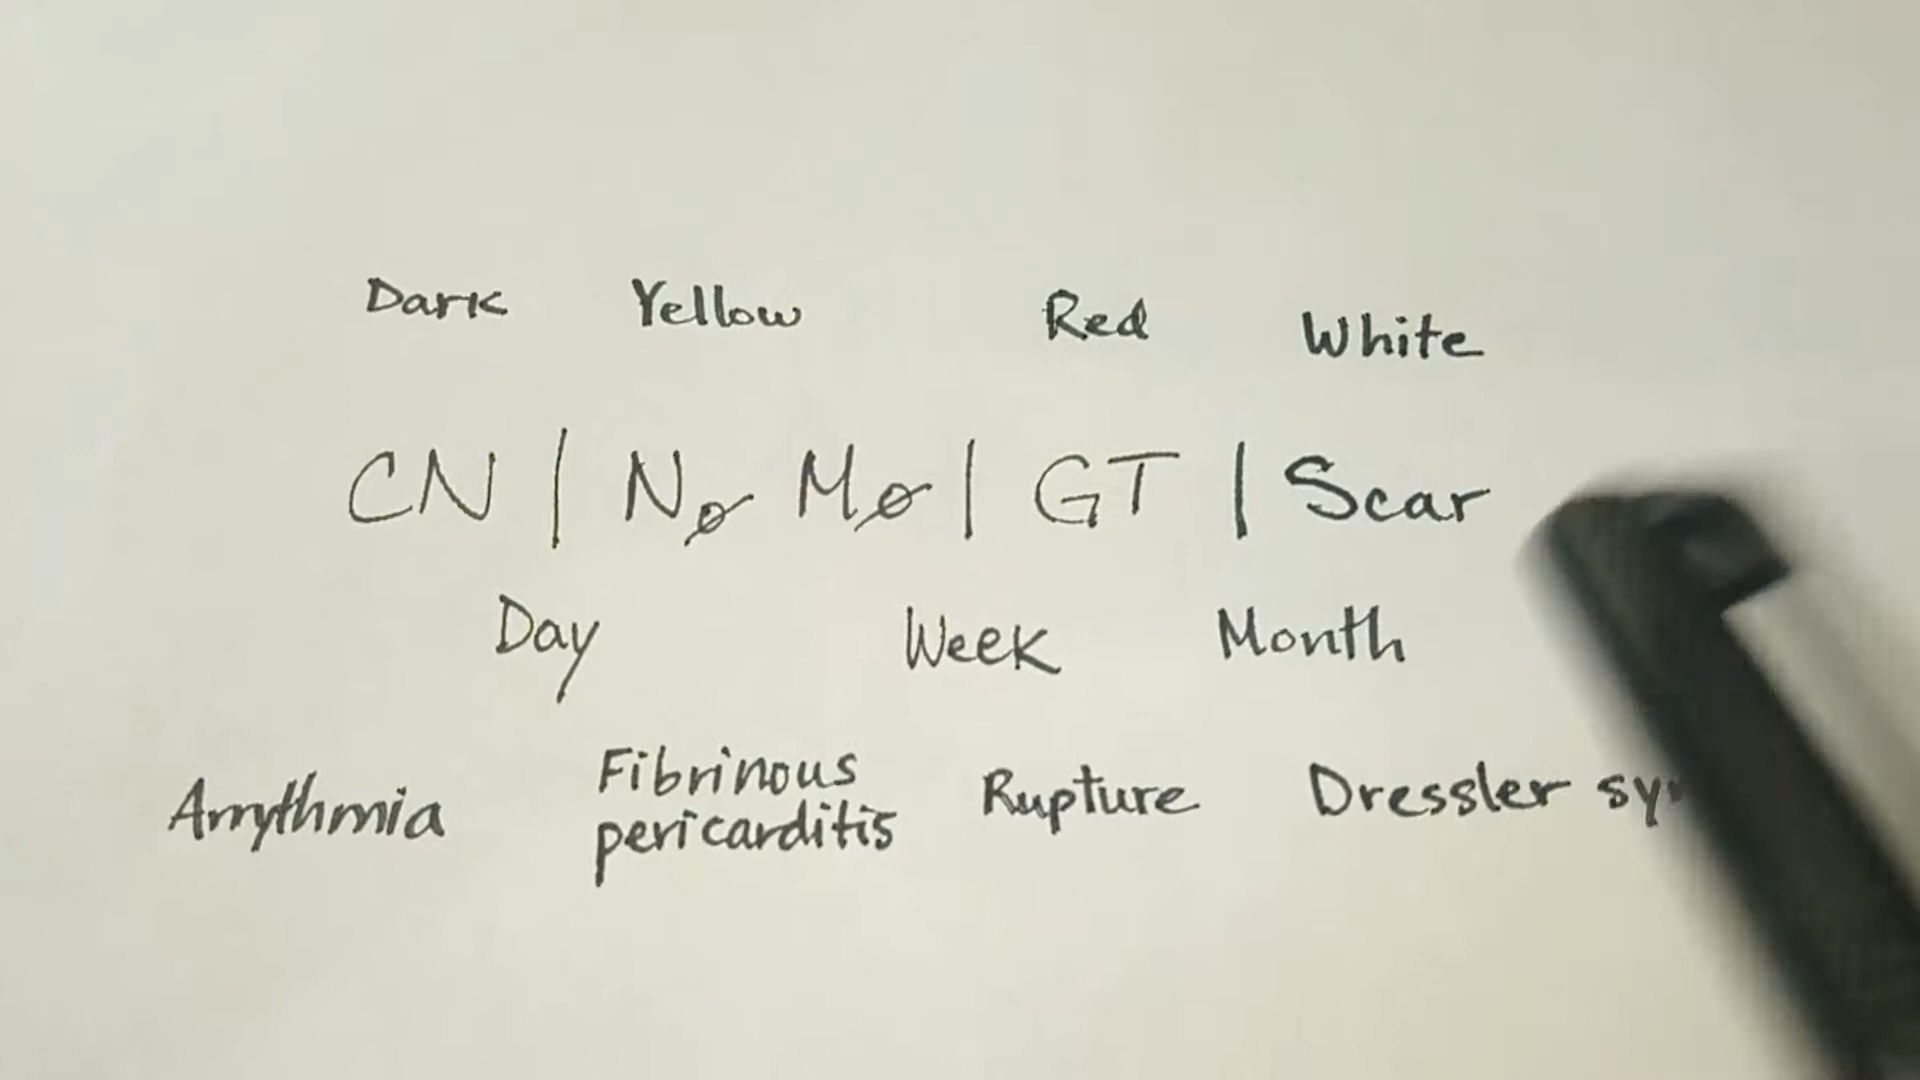 Dark Yellow Red White
CN | Nø Mø | GT | Scar
Day Week Month
Arrythmia Fibrinous pericarditis Rupture Dressler